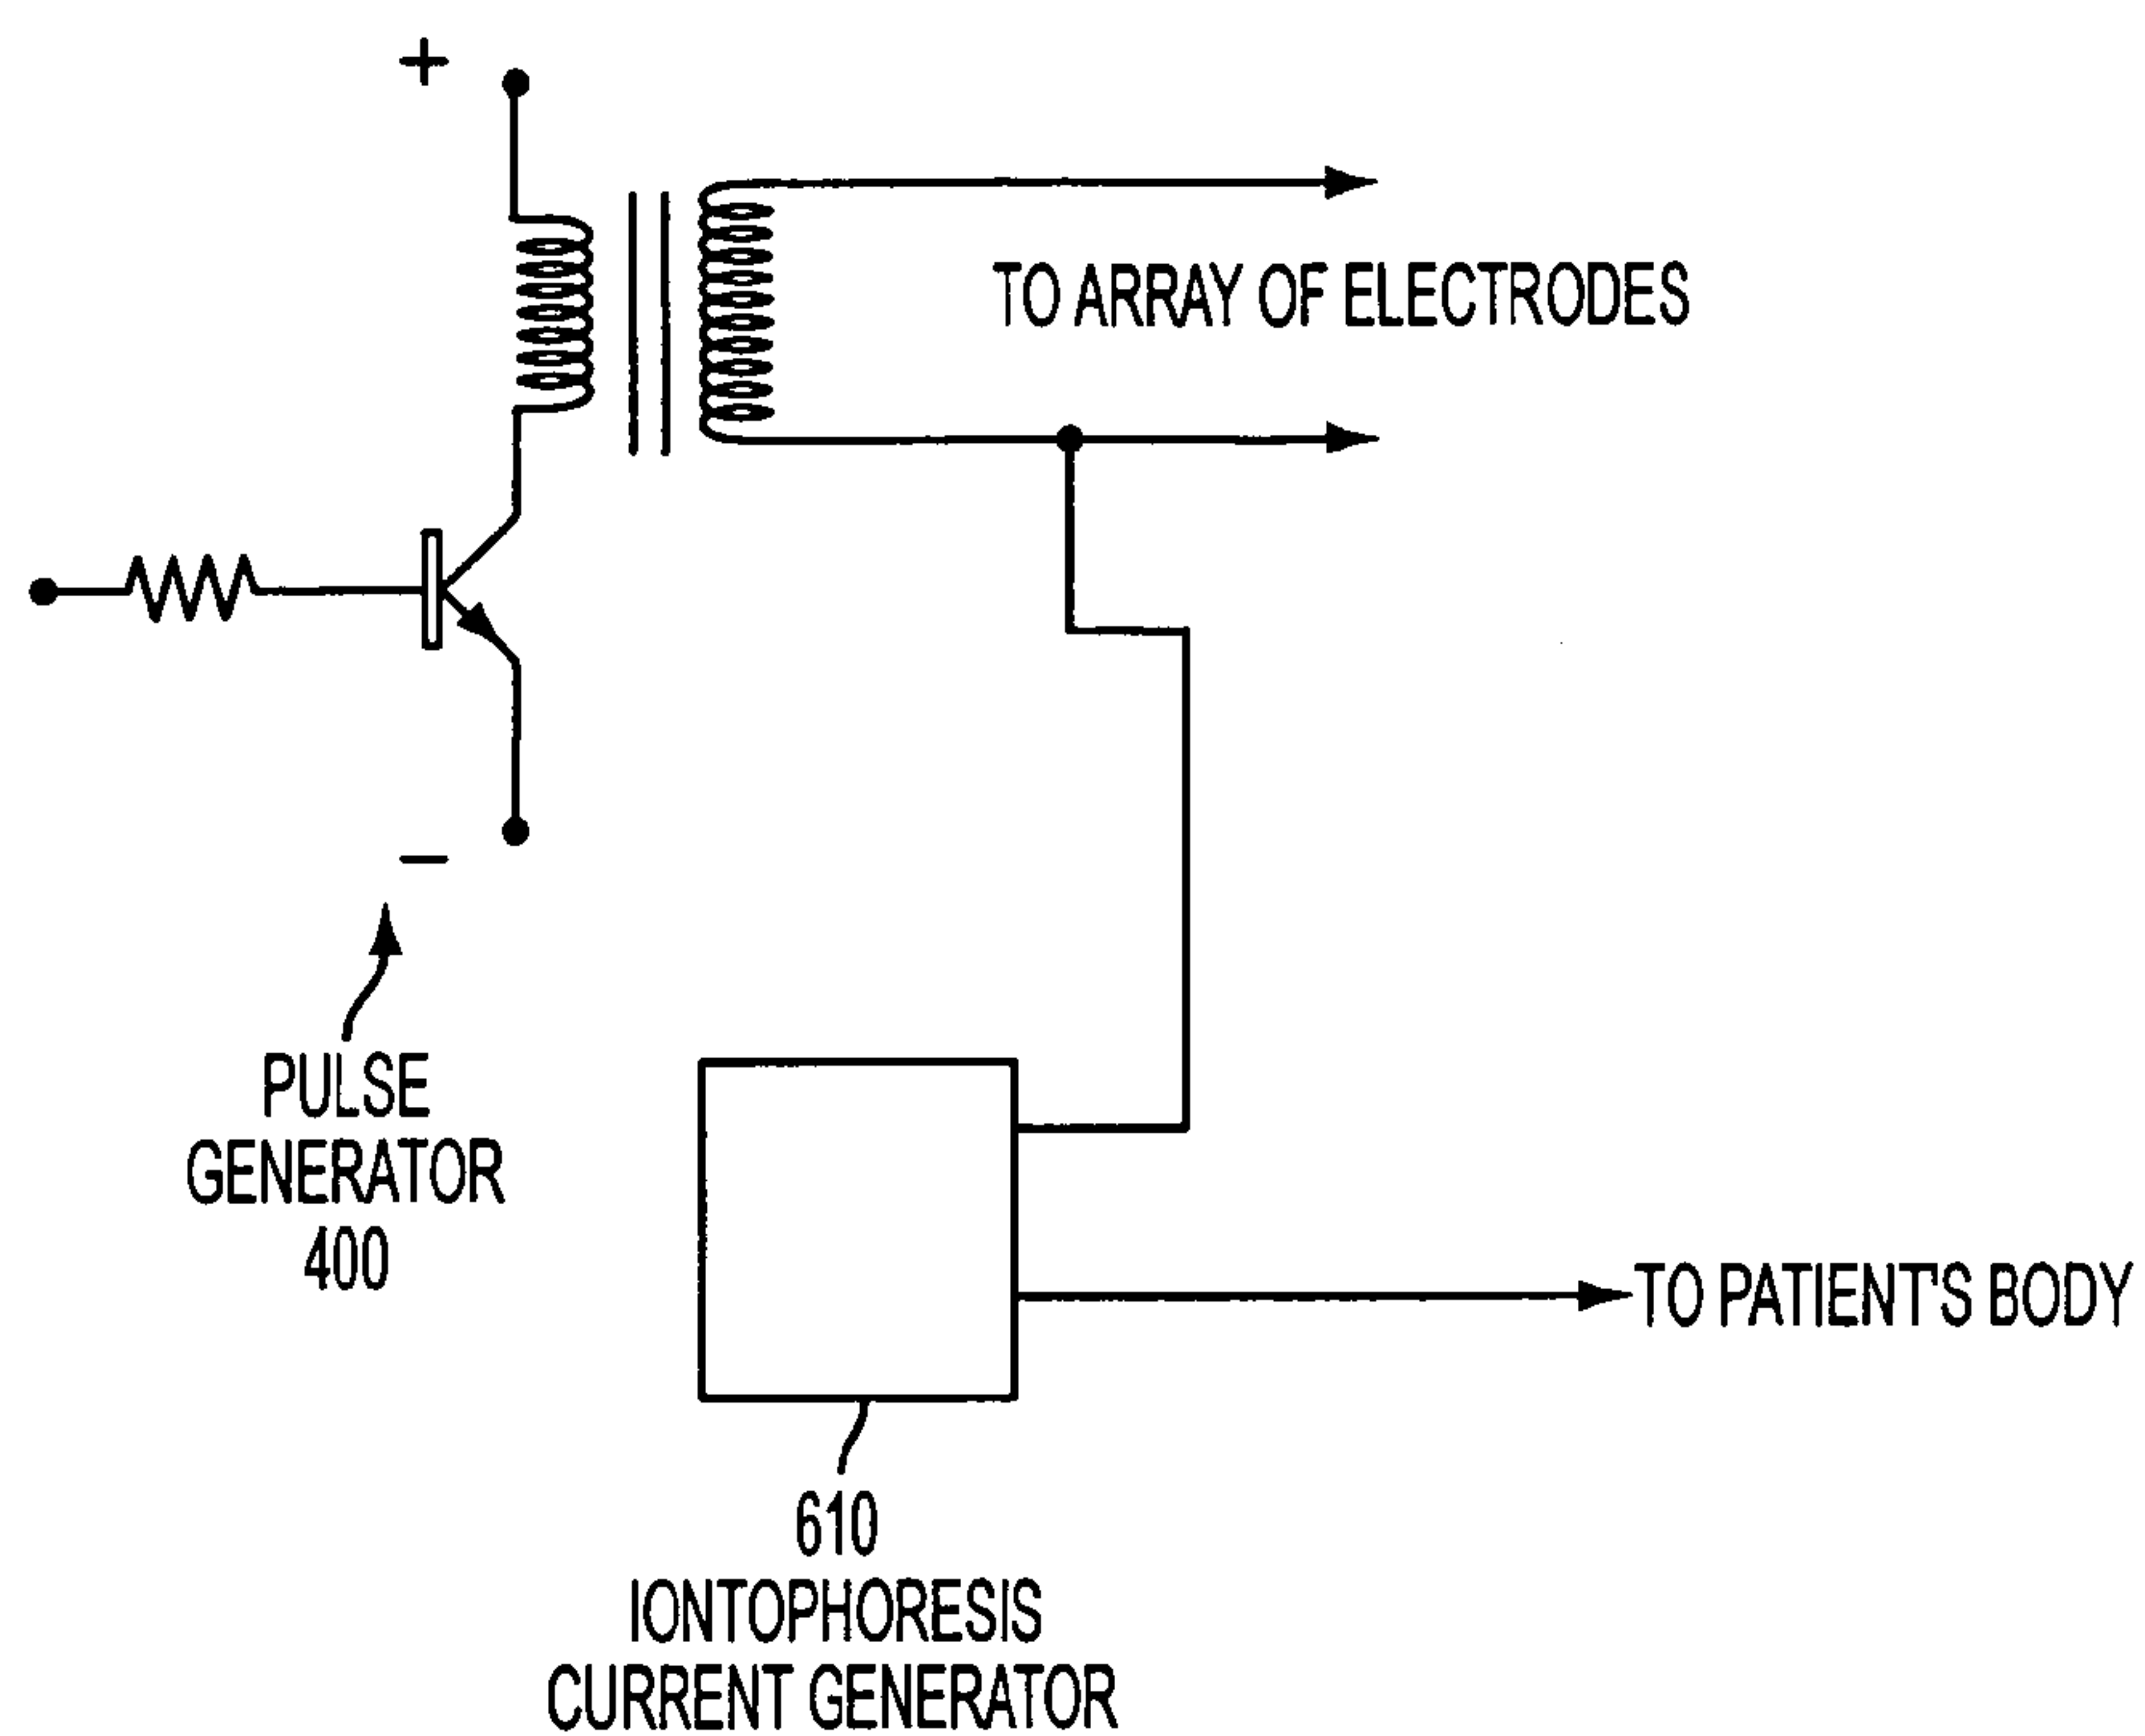 +
TO ARRAY OF ELECTRODES
−
PULSE
GENERATOR
400
TO PATIENT'S BODY
610
IONTOPHORESIS
CURRENT GENERATOR